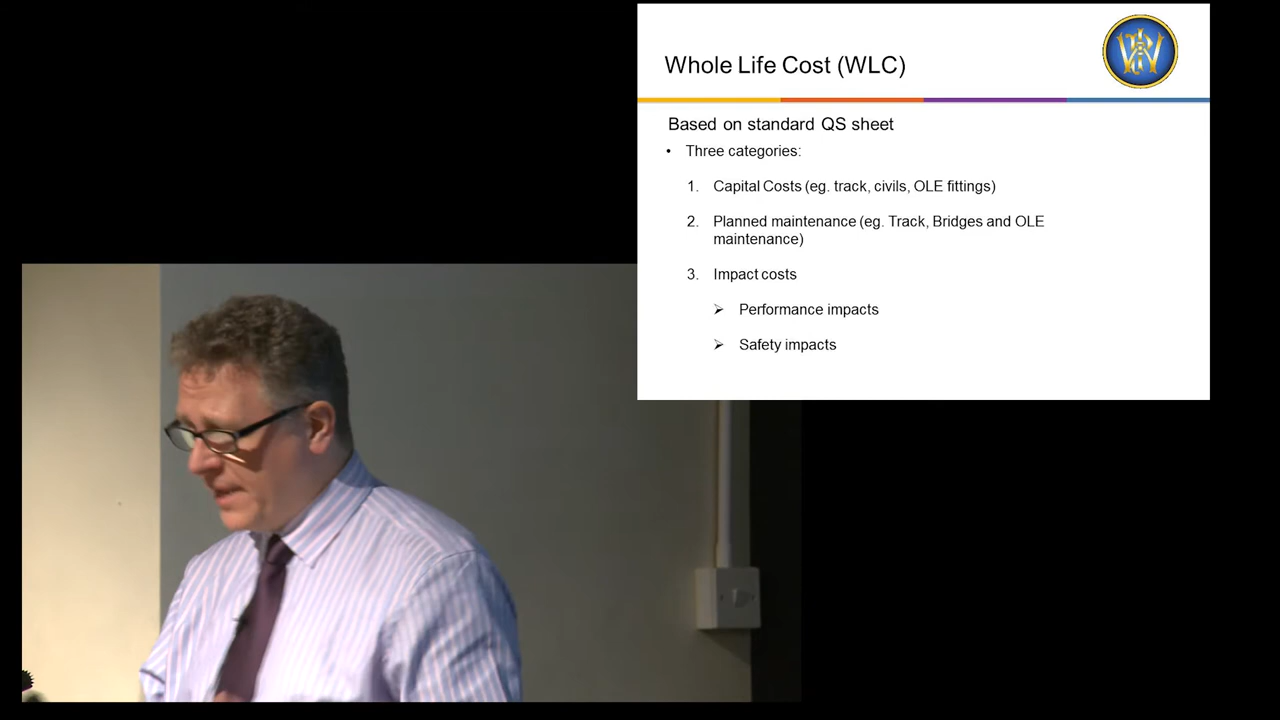 Whole Life Cost (WLC)
Based on standard QS sheet
• Three categories:
1. Capital Costs (eg. track, civils, OLE fittings)
2. Planned maintenance (eg. Track, Bridges and OLE
maintenance)
3. Impact costs
➢ Performance impacts
➢ Safety impacts